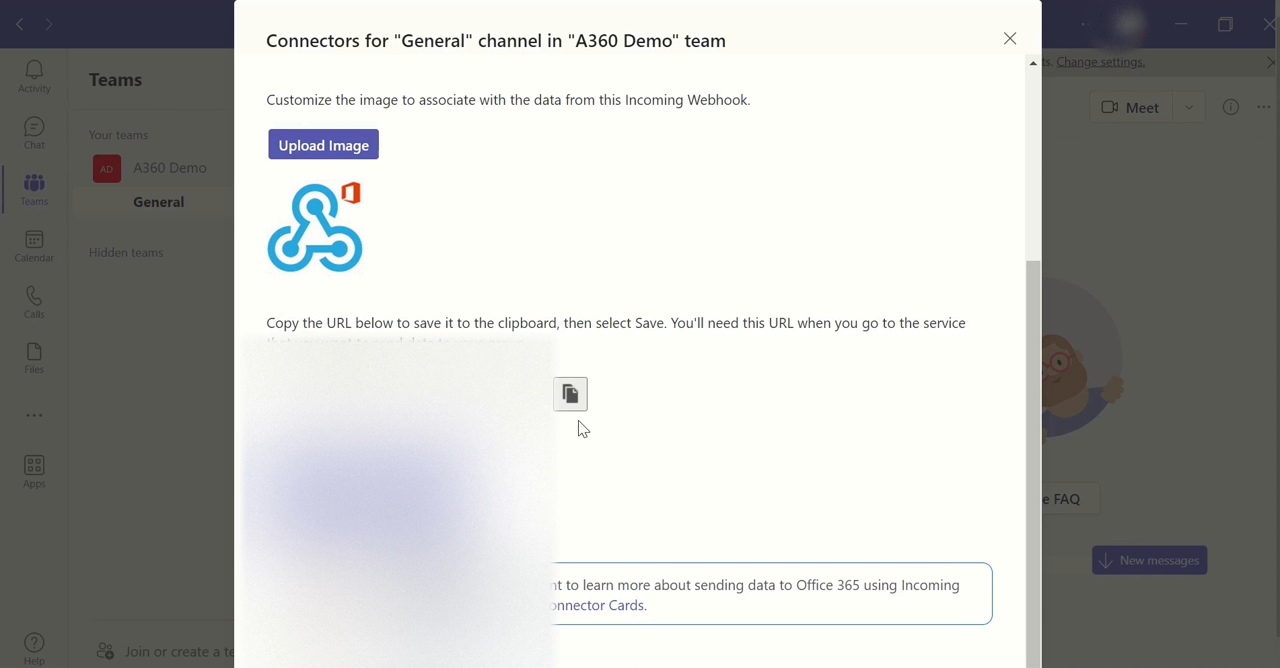 Connectors for "General" channel in "A360 Demo" team
ts. Change settings.
Activity
Teams
Customize the image to associate with the data from this Incoming Webhook.
Meet
Your teams
Chat
Upload Image
AD
A360 Demo
Teams
General
Calendar
Hidden teams
Calls
Copy the URL below to save it to the clipboard, then select Save. You'll need this URL when you go to the service
Files
Apps
e FAQ
New messages
nt to learn more about sending data to Office 365 using Incoming
onnector Cards.
Join or create a te
Help